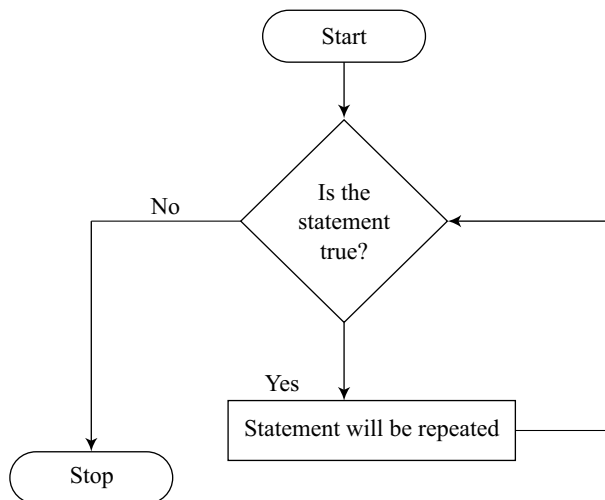 Start
Is the
statement
true?
No
Yes
Statement will be repeated
Stop